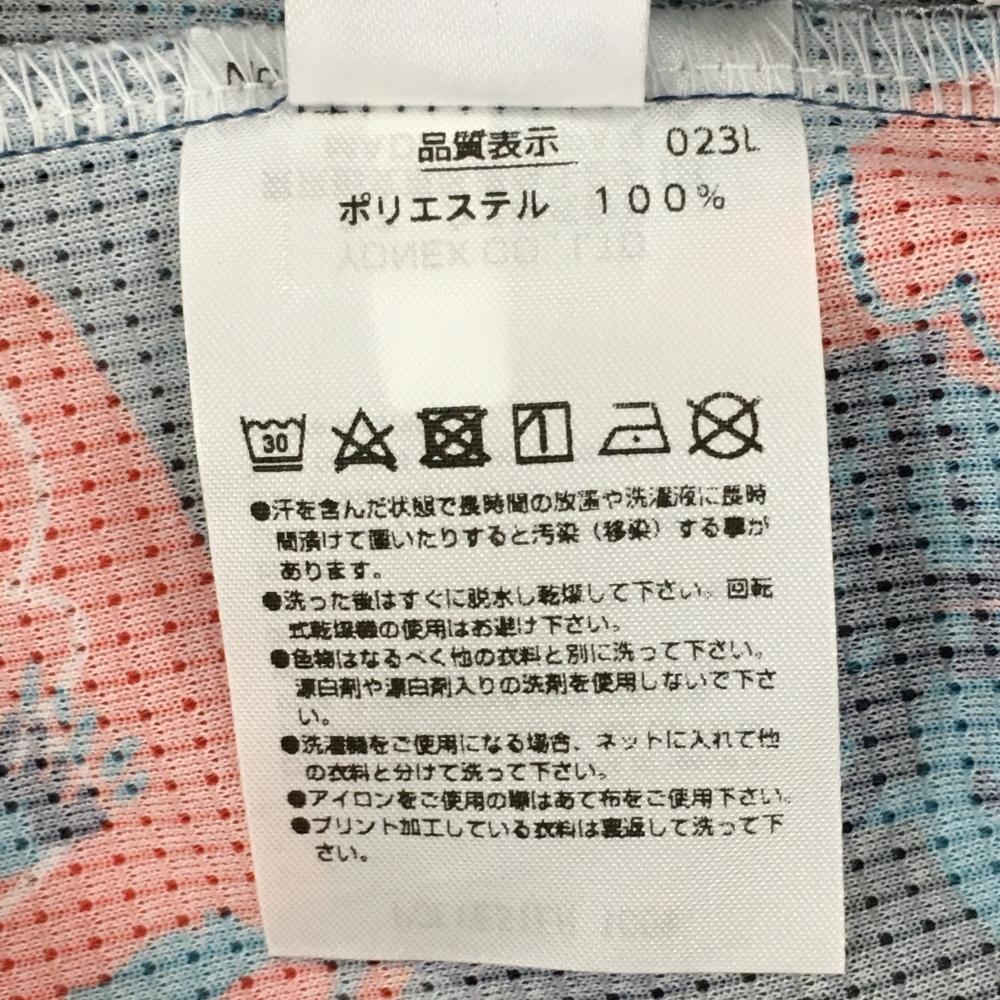 品質表示 023L
ポリエステル 100%
30
●汗を含んだ状態で長時間の放置や洗濯液に長時
間漬けて置いたりすると汚染（移染）する事が
あります。
●洗った後はすぐに脱水し乾燥して下さい。回転
式乾燥機の使用はお避け下さい。
●色物はなるべく他の衣料と別に洗って下さい。
漂白剤や漂白剤入りの洗剤を使用しないで下さ
い。
●洗濯機をご使用になる場合、ネットに入れて他
の衣料と分けて洗って下さい。
●アイロンをご使用の際はあて布をご使用下さい。
●プリント加工している衣料は裏返して洗って下
さい。